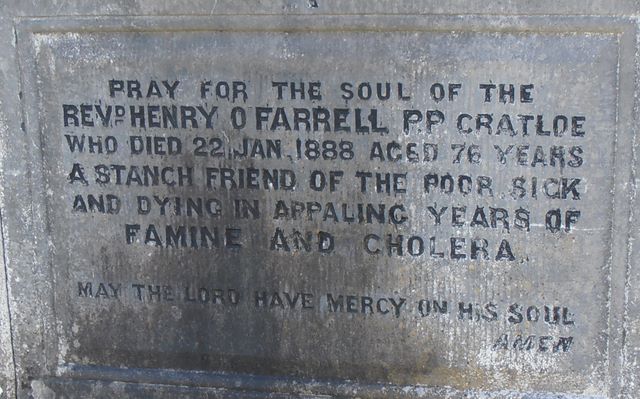 PRAY FOR THE SOUL OF THE
REVD HENRY O FARRELL P.P. CRATLOE
WHO DIED 22 JAN. 1888 AGED 76 YEARS
A STANCH FRIEND OF THE POOR SICK
AND DYING IN APPALING YEARS OF
FAMINE AND CHOLERA.
MAY THE LORD HAVE MERCY ON HIS SOUL
AMEN